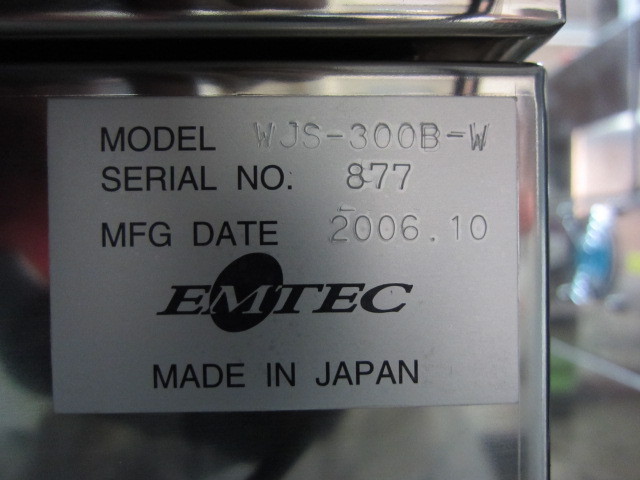 MODEL WJS-300B-W
SERIAL NO. 877
MFG DATE 2006.10
EMTEC
MADE IN JAPAN